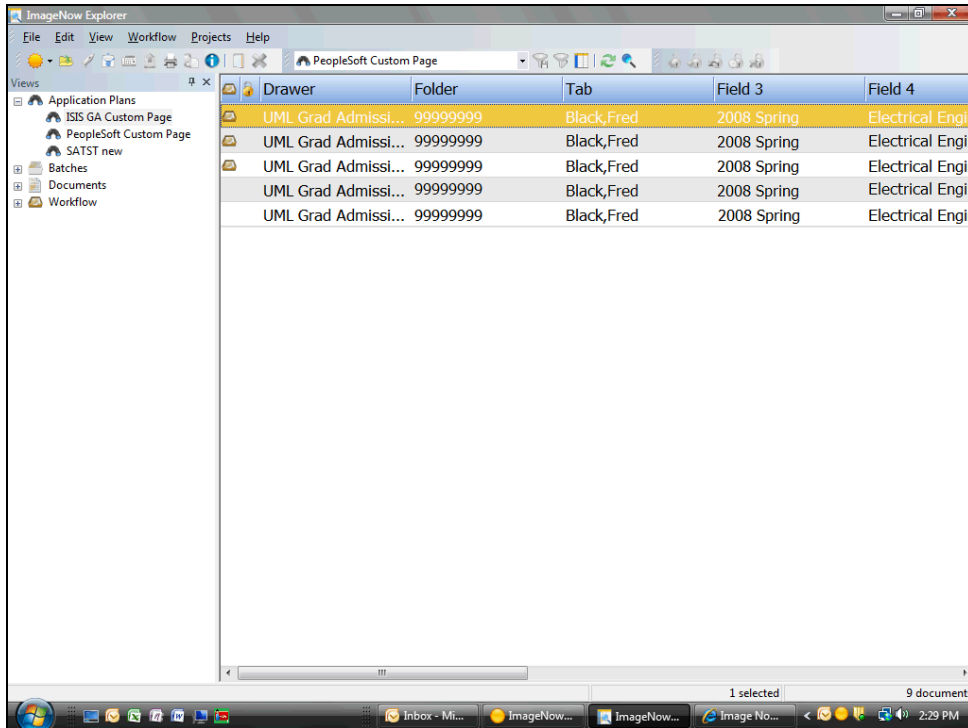 ImageNow Explorer
File Edit View Workflow Projects Help
PeopleSoft Custom Page
Views
Application Plans
ISIS GA Custom Page
PeopleSoft Custom Page
SATST new
Batches
Documents
Workflow
Drawer Folder Tab Field 3 Field 4
UML Grad Admissi... 99999999 Black,Fred 2008 Spring Electrical Engi
UML Grad Admissi... 99999999 Black,Fred 2008 Spring Electrical Engi
UML Grad Admissi... 99999999 Black,Fred 2008 Spring Electrical Engi
UML Grad Admissi... 99999999 Black,Fred 2008 Spring Electrical Engi
UML Grad Admissi... 99999999 Black,Fred 2008 Spring Electrical Engi
1 selected 9 document
Inbox - Mi... ImageNow... ImageNow... Image No... 2:29 PM